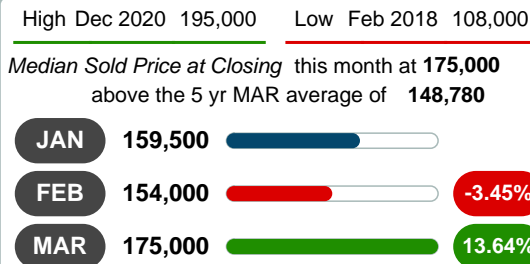 High Dec 2020 195,000 Low Feb 2018 108,000
Median Sold Price at Closing this month at 175,000
above the 5 yr MAR average of 148,780
JAN 159,500
FEB 154,000 -3.45%
MAR 175,000 13.64%